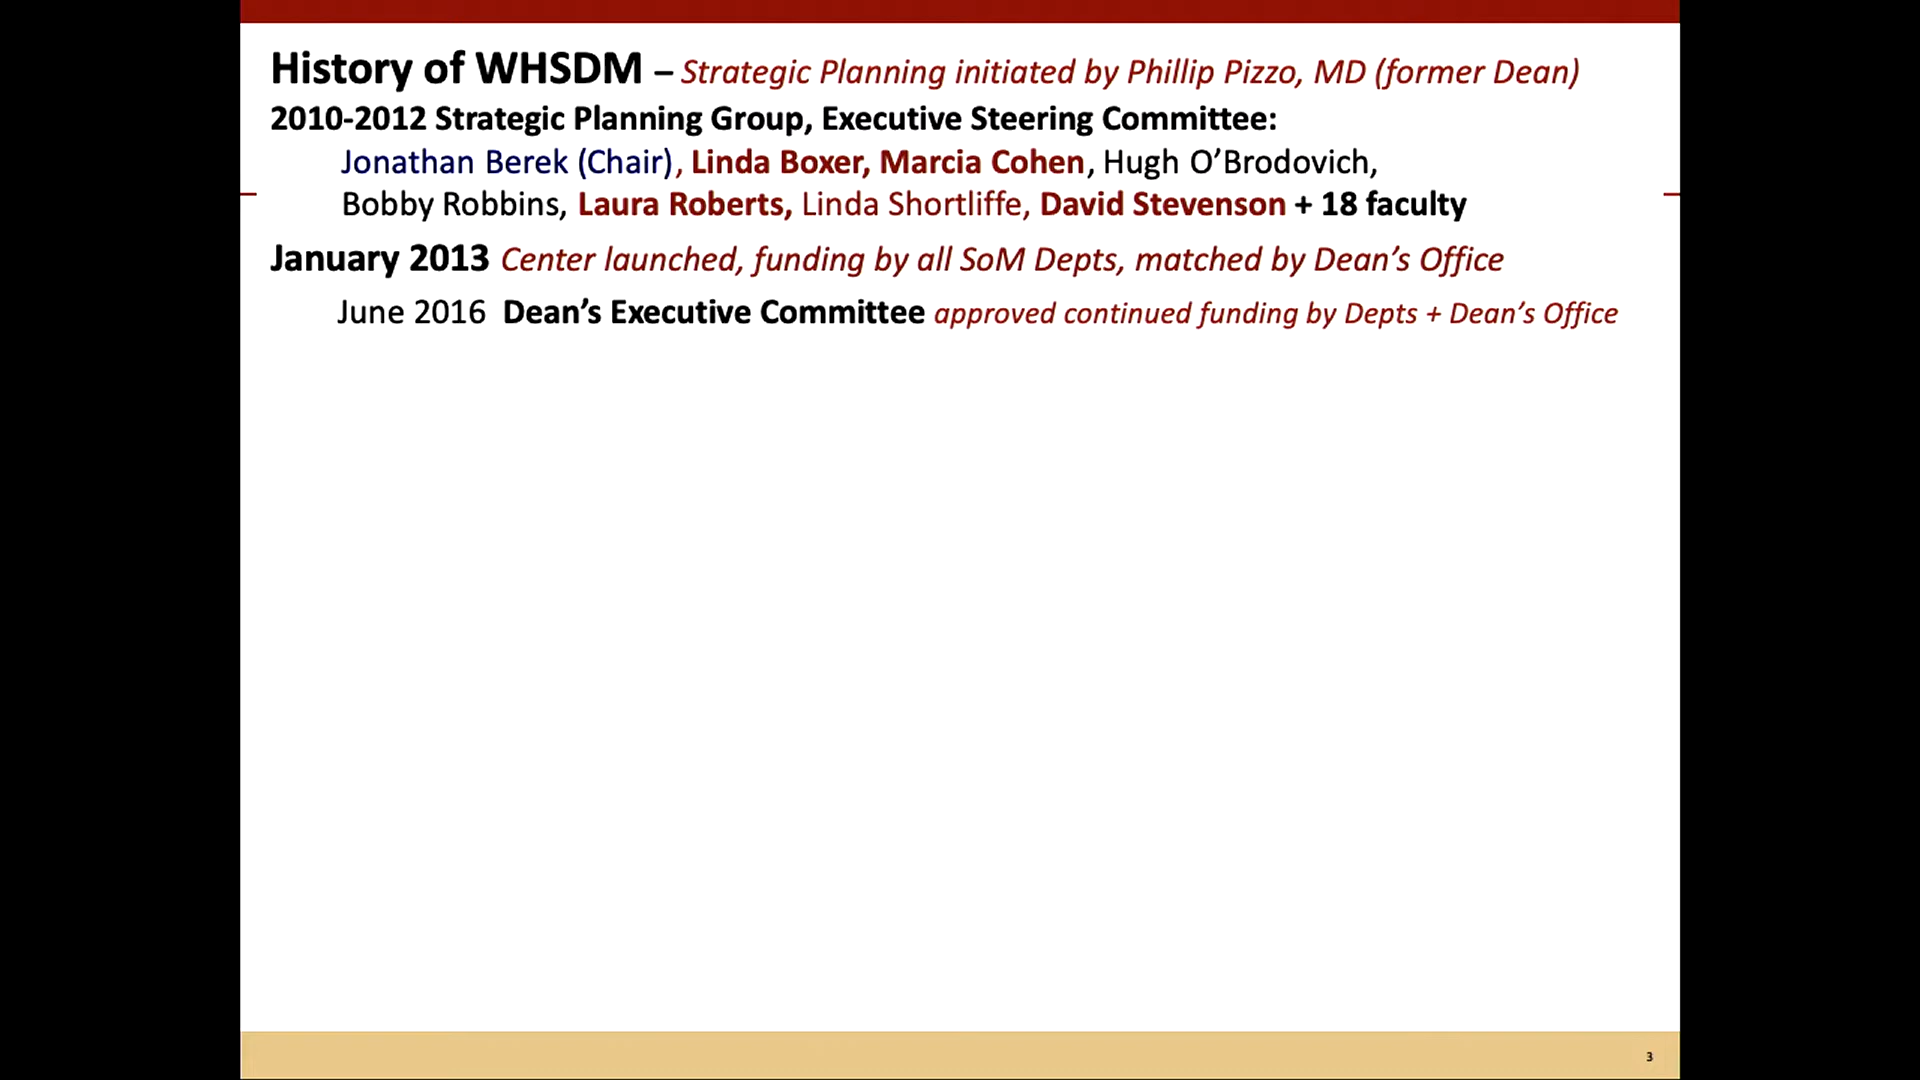 History of WHSDM – Strategic Planning initiated by Phillip Pizzo, MD (former Dean)
2010-2012 Strategic Planning Group, Executive Steering Committee:
Jonathan Berek (Chair), Linda Boxer, Marcia Cohen, Hugh O’Brodovich,
Bobby Robbins, Laura Roberts, Linda Shortliffe, David Stevenson + 18 faculty
January 2013 Center launched, funding by all SoM Depts, matched by Dean’s Office
June 2016 Dean’s Executive Committee approved continued funding by Depts + Dean’s Office
3